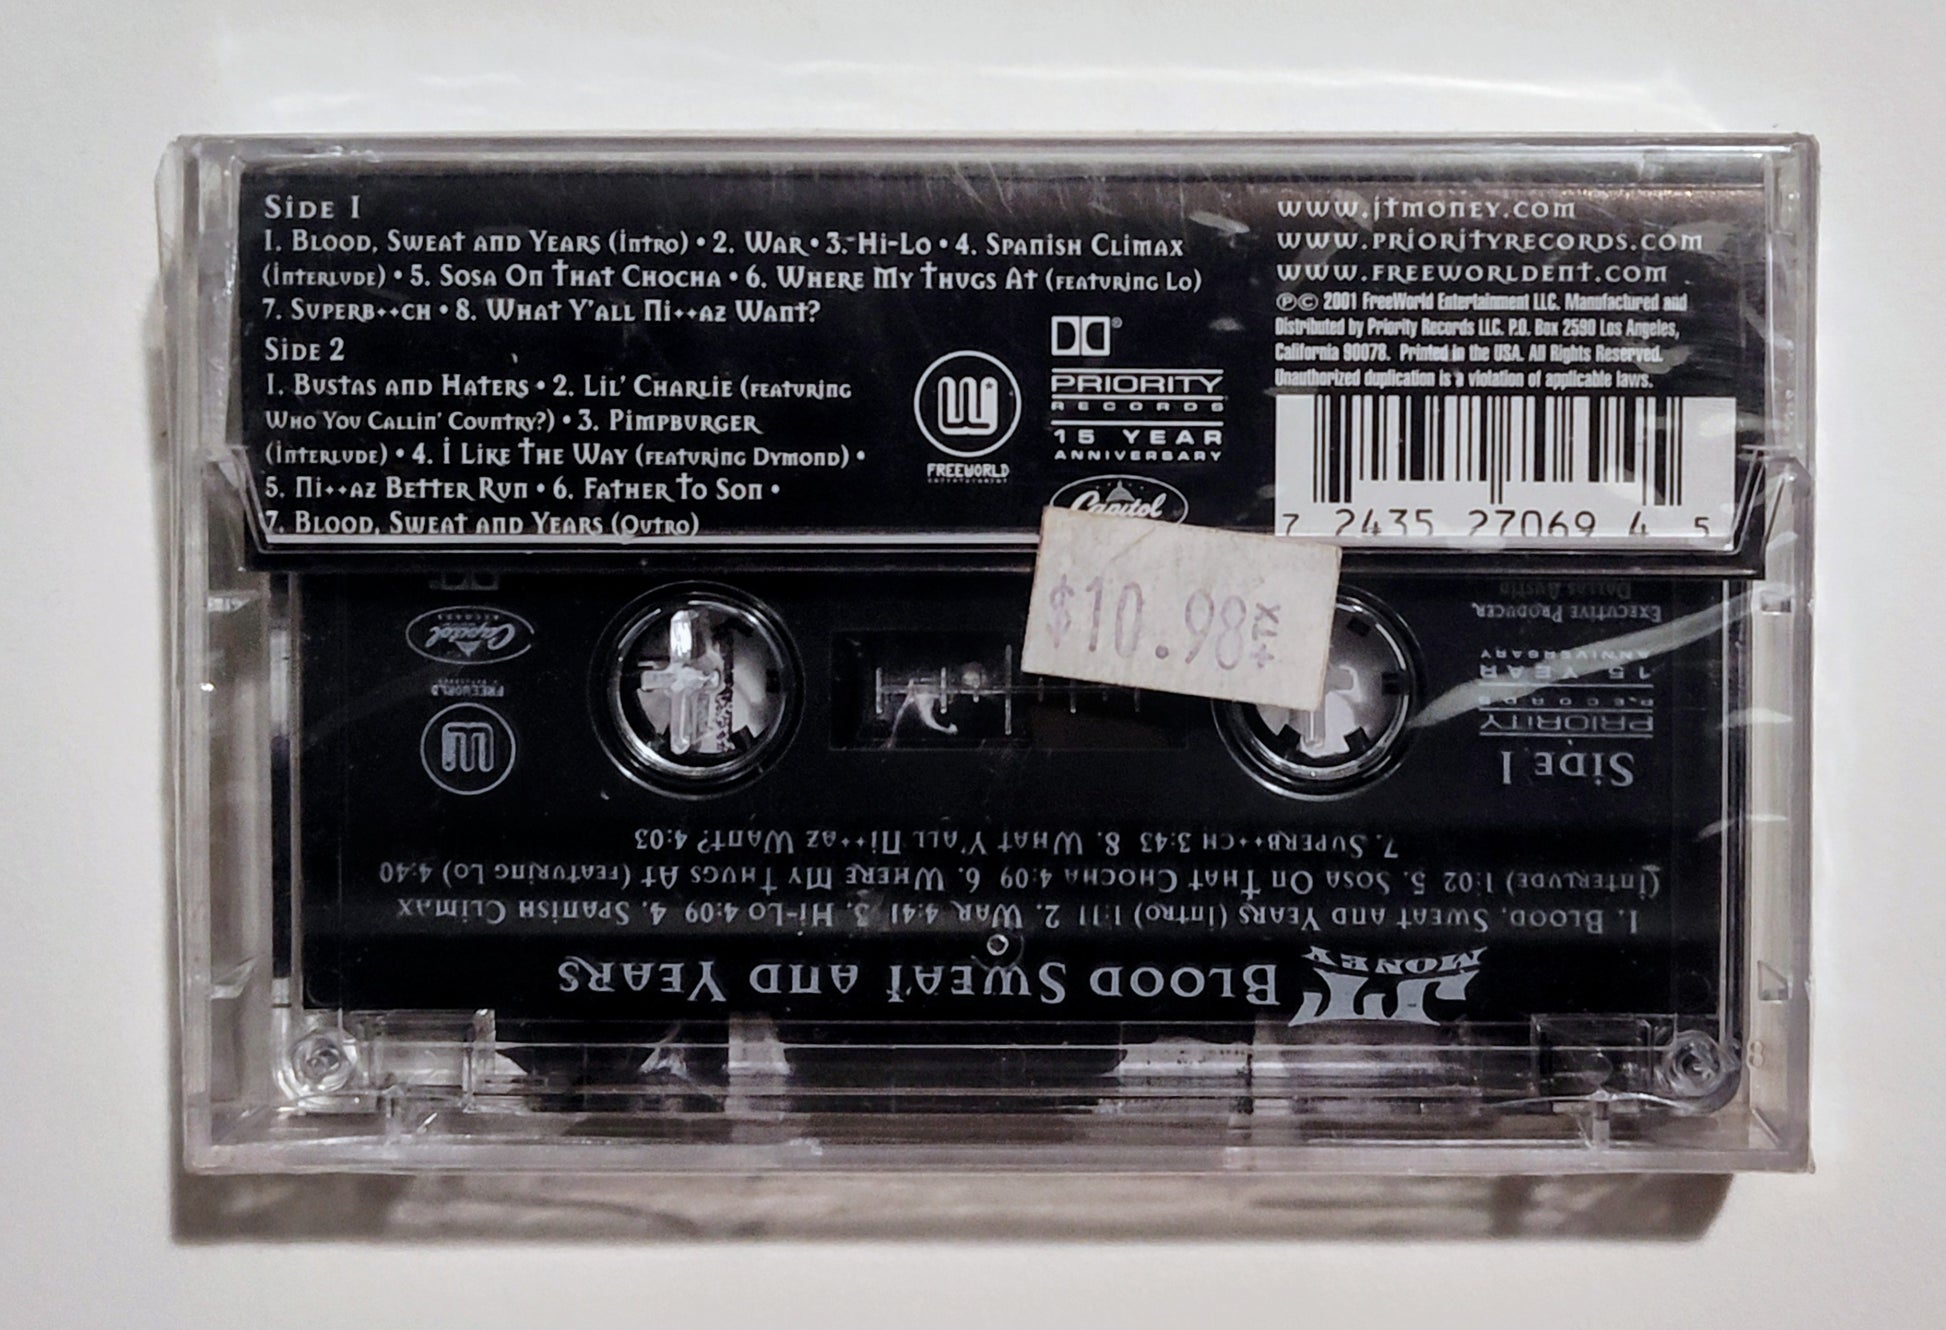 Side 1
1. Blood, Sweat and Years (Intro) • 2. War • 3. Hi-Lo • 4. Spanish Climax
(Interlude) • 5. Sosa On That Chocha • 6. Where My Thugs At (featuring Lo)
7. Superb**ch • 8. What Y'all Ni**az Want?
Side 2
1. Bustas and Haters • 2. Lil' Charlie (featuring
Who You Callin' Country?) • 3. Pimpburger
(Interlude) • 4. I Like The Way (featuring Dymond) •
5. Ni**az Better Run • 6. Father To Son •
7. Blood, Sweat and Years (Outro)
FREEWORLD
ENTERTAINMENT
PRIORITY
RECORDS
15 YEAR
ANNIVERSARY
Capitol
www.jtmoney.com
www.priorityrecords.com
www.freeworldent.com
℗© 2001 FreeWorld Entertainment LLC. Manufactured and
Distributed by Priority Records LLC. P.O. Box 2590 Los Angeles,
California 90078. Printed in the USA. All Rights Reserved.
Unauthorized duplication is a violation of applicable laws.
7 24352 70694 5
$10.98
JT MONEY
Blood Sweat and Years
1. Blood, Sweat and Years (Intro) 1:11 2. War 4:41 3. Hi-Lo 4:09 4. Spanish Climax
(Interlude) 1:02 5. Sosa On That Chocha 4:09 6. Where My Thugs At (featuring Lo) 4:40
7. Superb**ch 3:43 8. What Y'all Ni**az Want? 4:03
Side 1
PRIORITY
RECORDS
15 YEAR
ANNIVERSARY
Executive Producer
Dallas Austin
FREEWORLD
Capitol
RECORDS